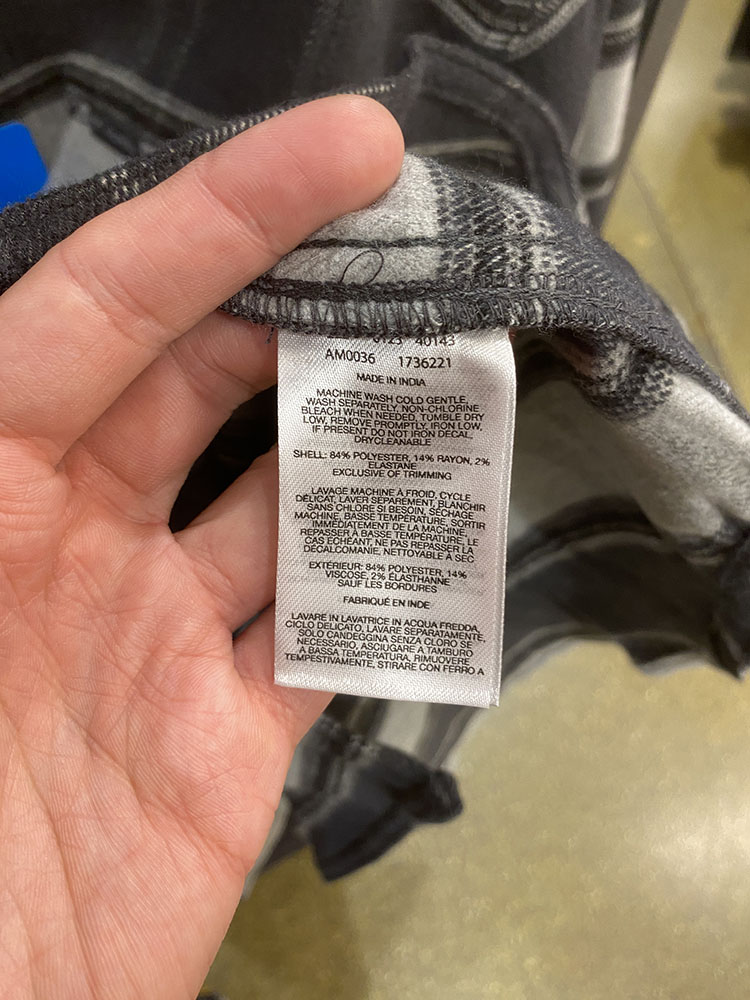 40143
AM0036 1736221
MADE IN INDIA
MACHINE WASH COLD GENTLE,
WASH SEPARATELY, NON-CHLORINE
BLEACH WHEN NEEDED, TUMBLE DRY
LOW, REMOVE PROMPTLY, IRON LOW,
IF PRESENT DO NOT IRON DECAL,
DRYCLEANABLE
SHELL: 84% POLYESTER, 14% RAYON, 2%
ELASTANE
EXCLUSIVE OF TRIMMING
LAVAGE MACHINE À FROID, CYCLE
DÉLICAT, LAVER SÉPARÉMENT, BLANCHIR
SANS CHLORE SI BESOIN, SÉCHAGE
MACHINE, BASSE TEMPÉRATURE, SORTIR
IMMÉDIATEMENT DE LA MACHINE,
REPASSER À BASSE TEMPÉRATURE, LE
CAS ÉCHÉANT, NE PAS REPASSER LA
DÉCALCOMANIE, NETTOYABLE À SEC
EXTÉRIEUR: 84% POLYESTER, 14%
VISCOSE, 2% ÉLASTHANNE
SAUF LES BORDURES
FABRIQUÉ EN INDE
LAVARE IN LAVATRICE IN ACQUA FREDDA,
CICLO DELICATO, LAVARE SEPARATAMENTE,
SOLO CANDEGGINA SENZA CLORO SE
NECESSARIO, ASCIUGARE A TAMBURO
A BASSA TEMPERATURA, RIMUOVERE
TEMPESTIVAMENTE, STIRARE CON FERRO A